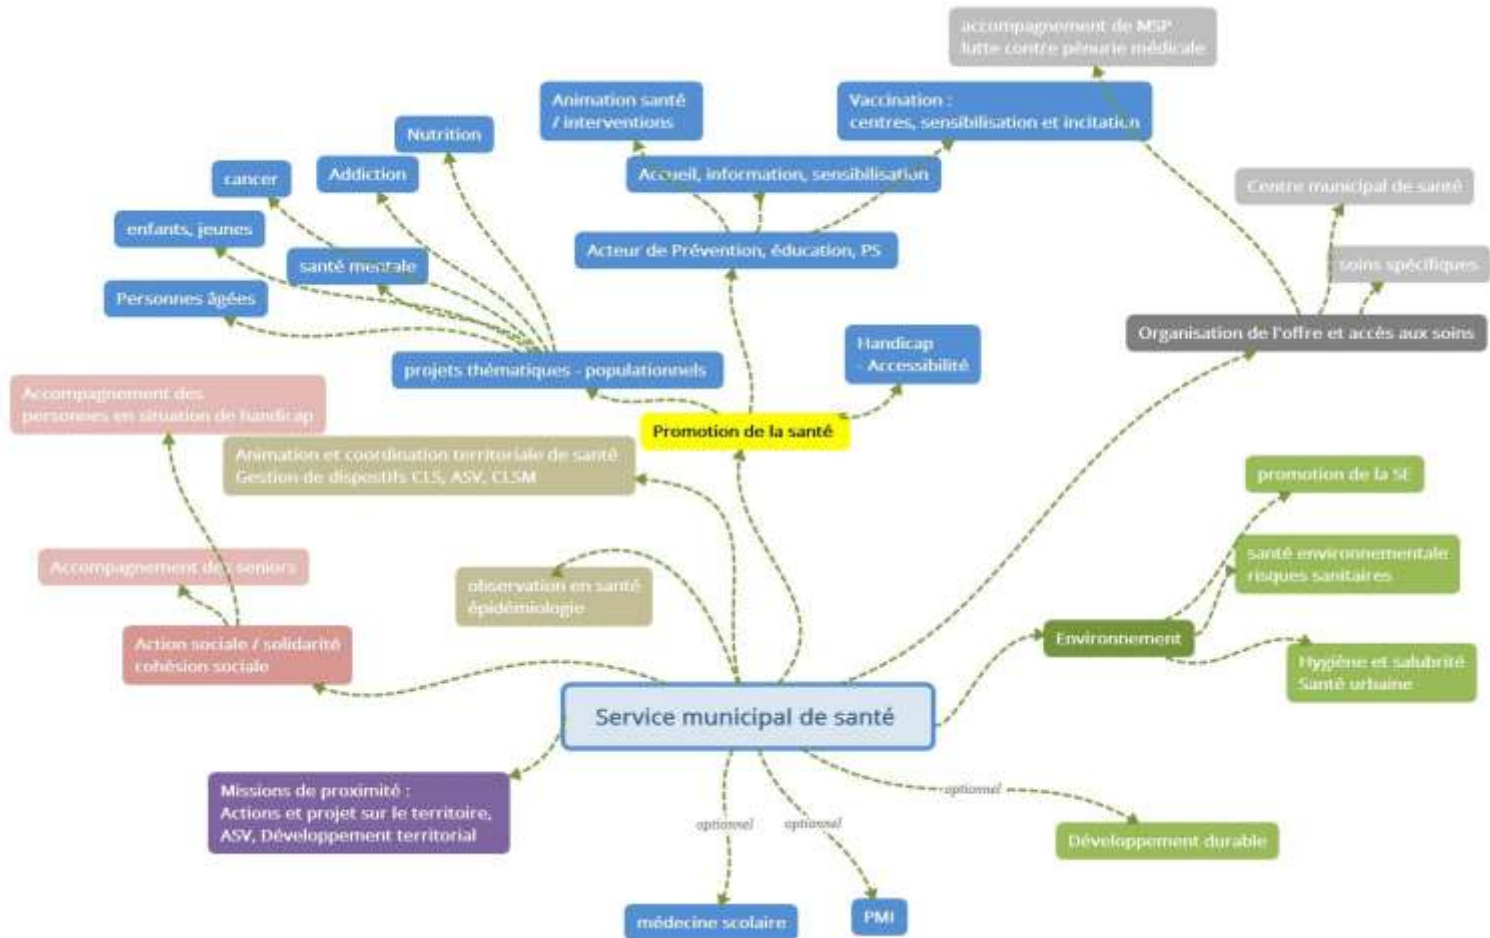 accompagnement de MSP
lutte contre pénurie médicale
Animation santé
/ interventions
Vaccination :
centres, sensibilisation et incitation
Nutrition
cancer
Addiction
Accueil, information, sensibilisation
Centre municipal de santé
enfants, jeunes
santé mentale
Acteur de Prévention, éducation, PS
soins spécifiques
Personnes âgées
Organisation de l'offre et accès aux soins
projets thématiques - populationnels
Handicap
- Accessibilité
Accompagnement des
personnes en situation de handicap
Promotion de la santé
Animation et coordination territoriale de santé
Gestion de dispostifs CLS, ASV, CLSM
promotion de la SE
santé environnementale
risques sanitaires
Accompagnement des seniors
observation en santé
épidémiologie
Action sociale / solidarité
cohésion sociale
Environnement
Hygiène et salubrité
Santé urbaine
Service municipal de santé
Missions de proximité :
Actions et projet sur le territoire,
ASV, Développement territorial
optionnel
optionnel
optionnel
Développement durable
médecine scolaire
PMI